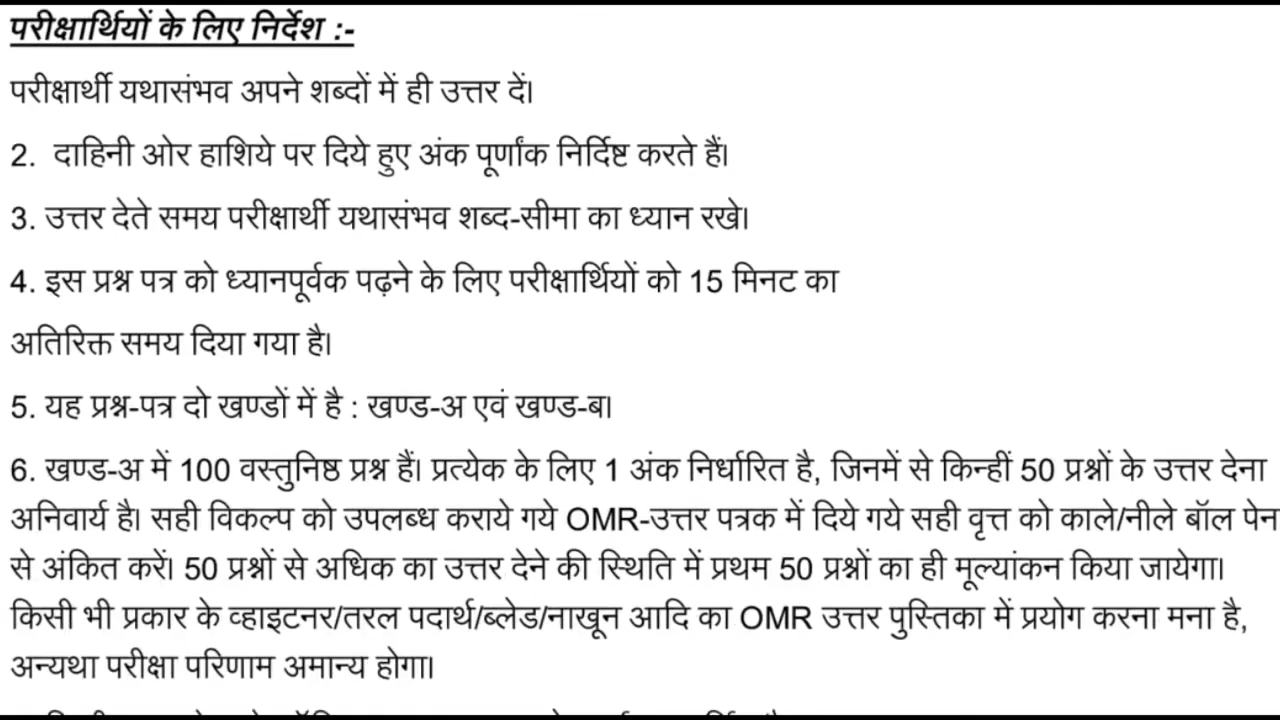 परीक्षार्थियों के लिए निर्देश :-
परीक्षार्थी यथासंभव अपने शब्दों में ही उत्तर दें।
2. दाहिनी ओर हाशिये पर दिये हुए अंक पूर्णांक निर्दिष्ट करते हैं।
3. उत्तर देते समय परीक्षार्थी यथासंभव शब्द-सीमा का ध्यान रखे।
4. इस प्रश्न पत्र को ध्यानपूर्वक पढ़ने के लिए परीक्षार्थियों को 15 मिनट का
अतिरिक्त समय दिया गया है।
5. यह प्रश्न-पत्र दो खण्डों में है : खण्ड-अ एवं खण्ड-ब।
6. खण्ड-अ में 100 वस्तुनिष्ठ प्रश्न हैं। प्रत्येक के लिए 1 अंक निर्धारित है, जिनमें से किन्हीं 50 प्रश्नों के उत्तर देना
अनिवार्य है। सही विकल्प को उपलब्ध कराये गये OMR-उत्तर पत्रक में दिये गये सही वृत्त को काले/नीले बॉल पेन
से अंकित करें। 50 प्रश्नों से अधिक का उत्तर देने की स्थिति में प्रथम 50 प्रश्नों का ही मूल्यांकन किया जायेगा।
किसी भी प्रकार के व्हाइटनर/तरल पदार्थ/ब्लेड/नाखून आदि का OMR उत्तर पुस्तिका में प्रयोग करना मना है,
अन्यथा परीक्षा परिणाम अमान्य होगा।